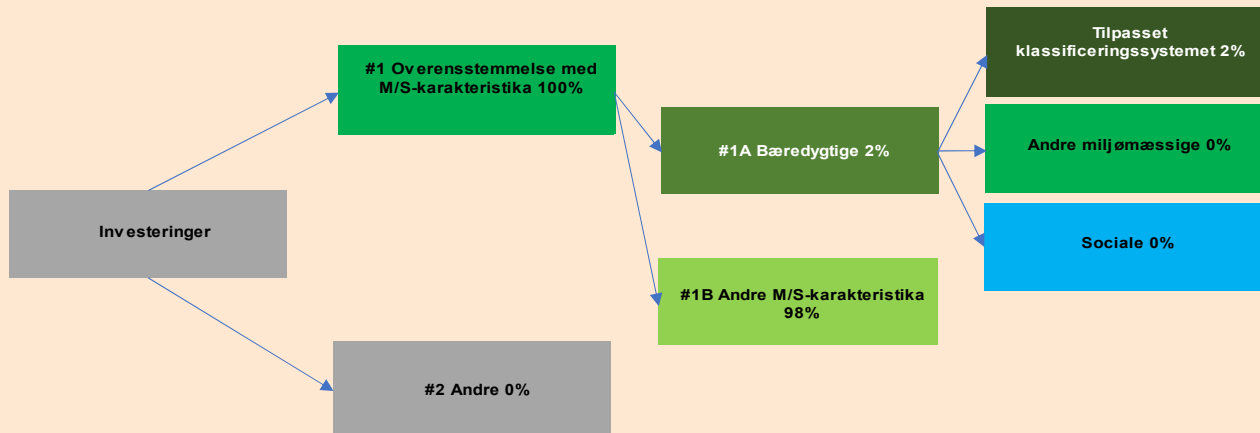 Investeringer
#1 Overensstemmelse med
M/S-karakteristika 100%
#2 Andre 0%
#1A Bæredygtige 2%
#1B Andre M/S-karakteristika
98%
Tilpasset
klassificeringssystemet 2%
Andre miljømæssige 0%
Sociale 0%